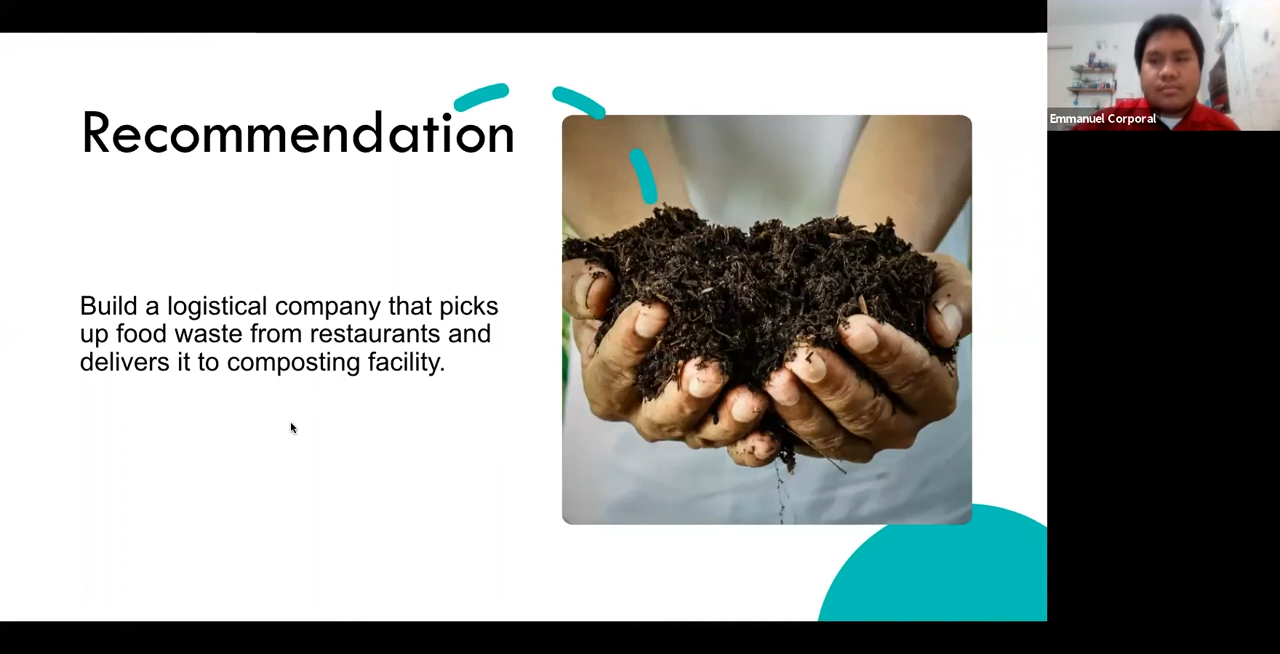 Recommendation
Build a logistical company that picks
up food waste from restaurants and
delivers it to composting facility.
Emmanuel Corporal